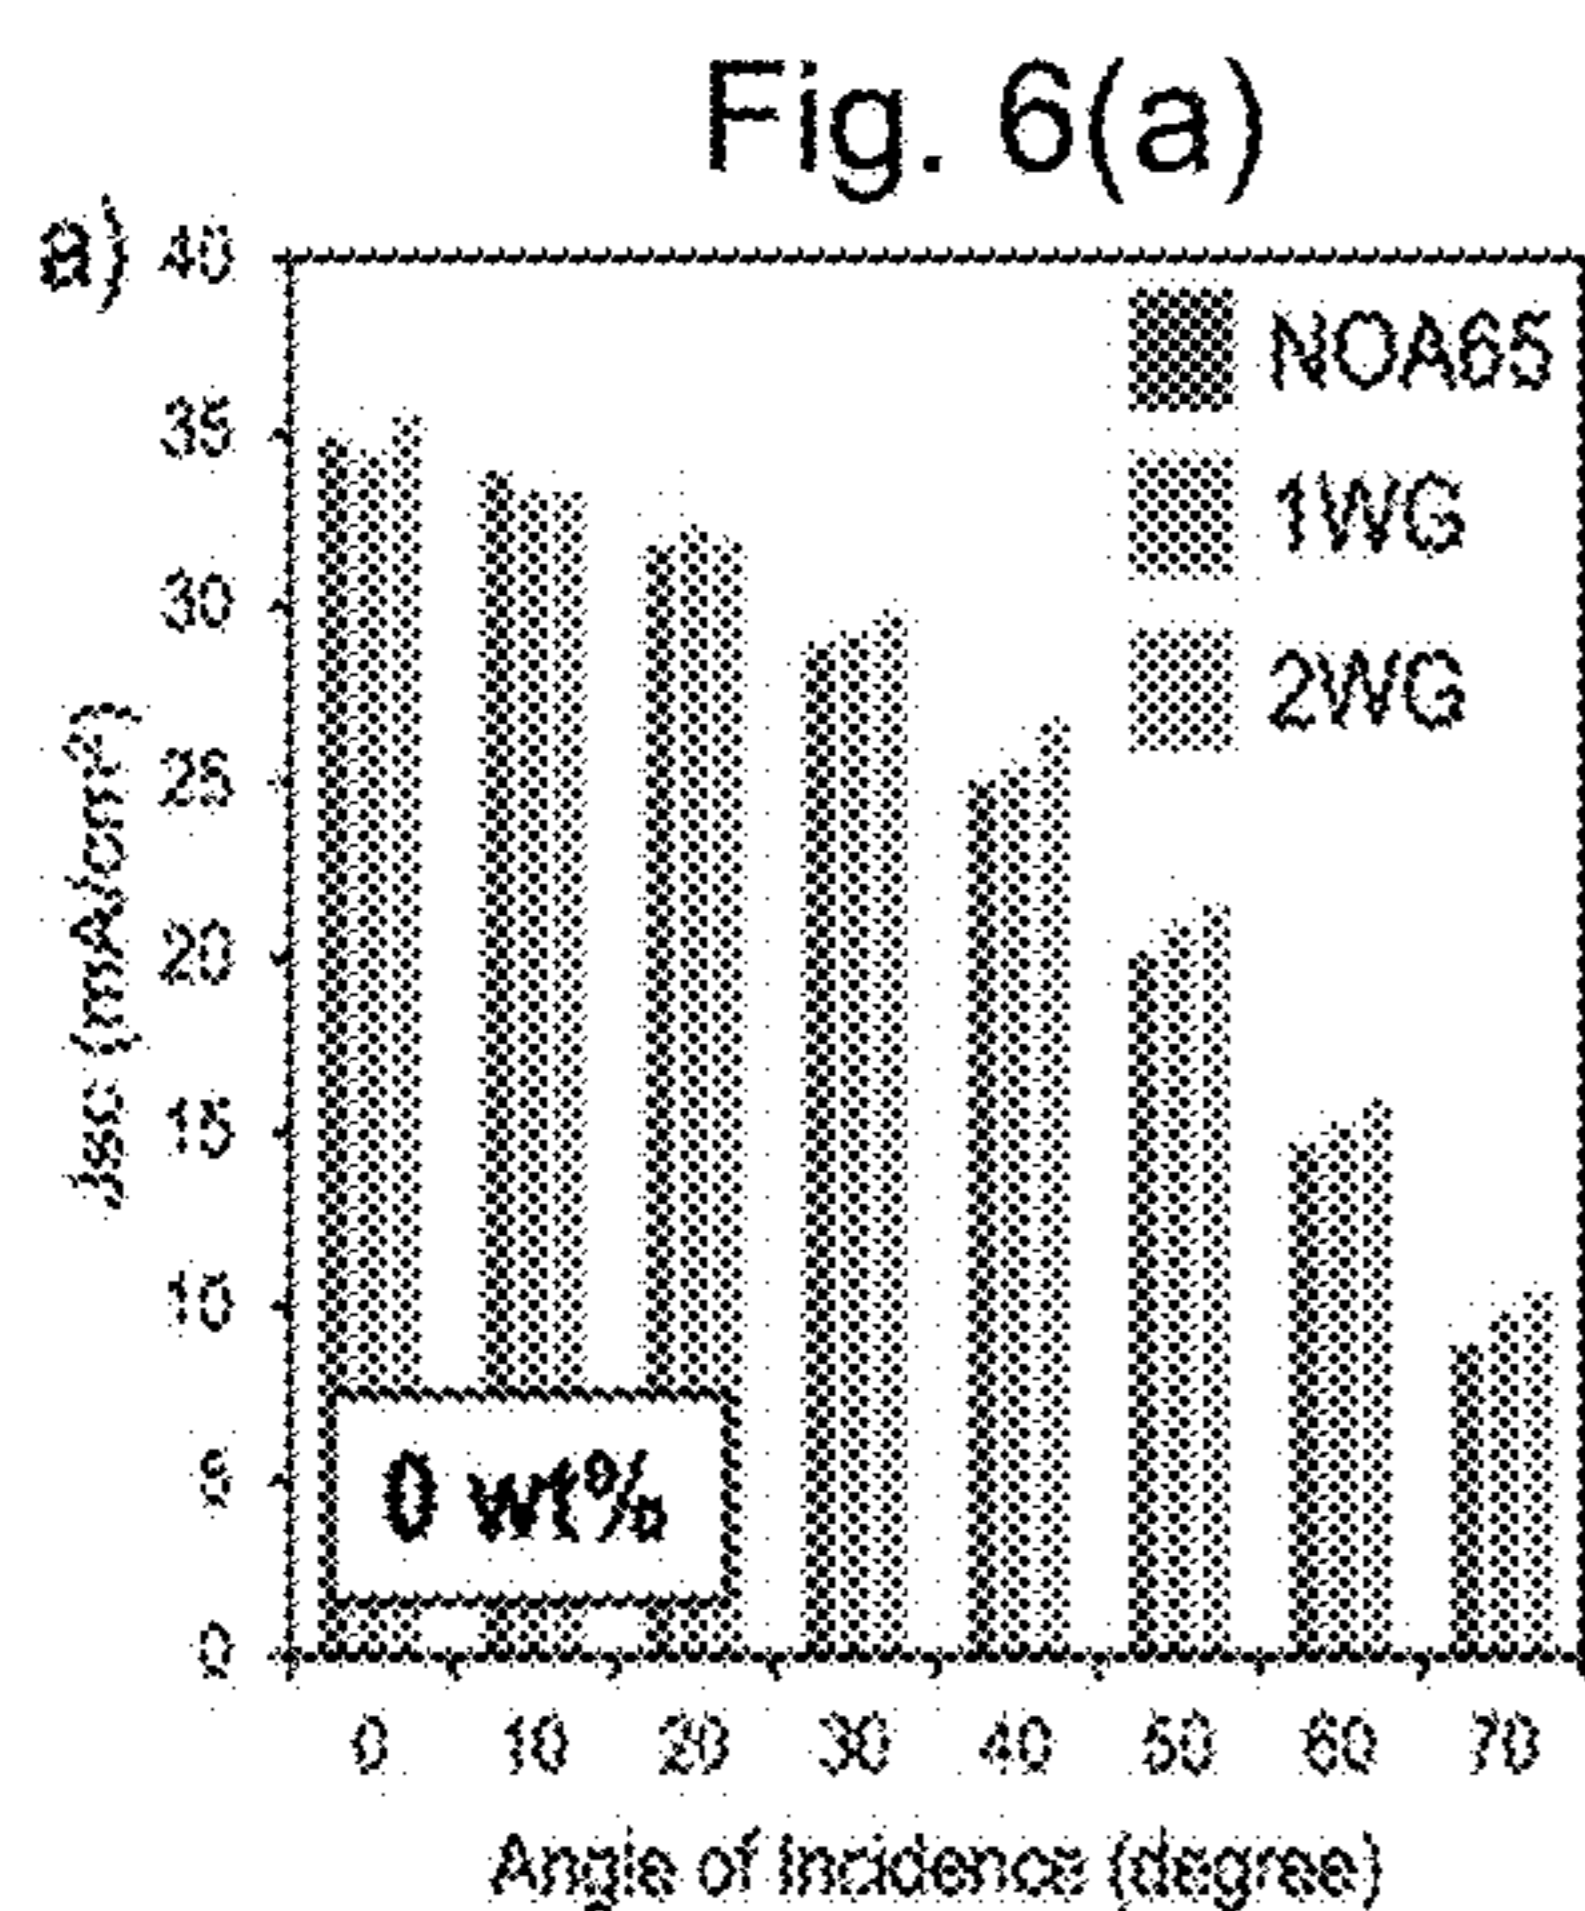 Fig. 6(a)
a)
40
35
30
25
20
15
10
5
0
Jsc (mA/cm²)
NOA65
1WG
2WG
0 wt%
0 10 20 30 40 50 60 70
Angle of Incidence (degree)